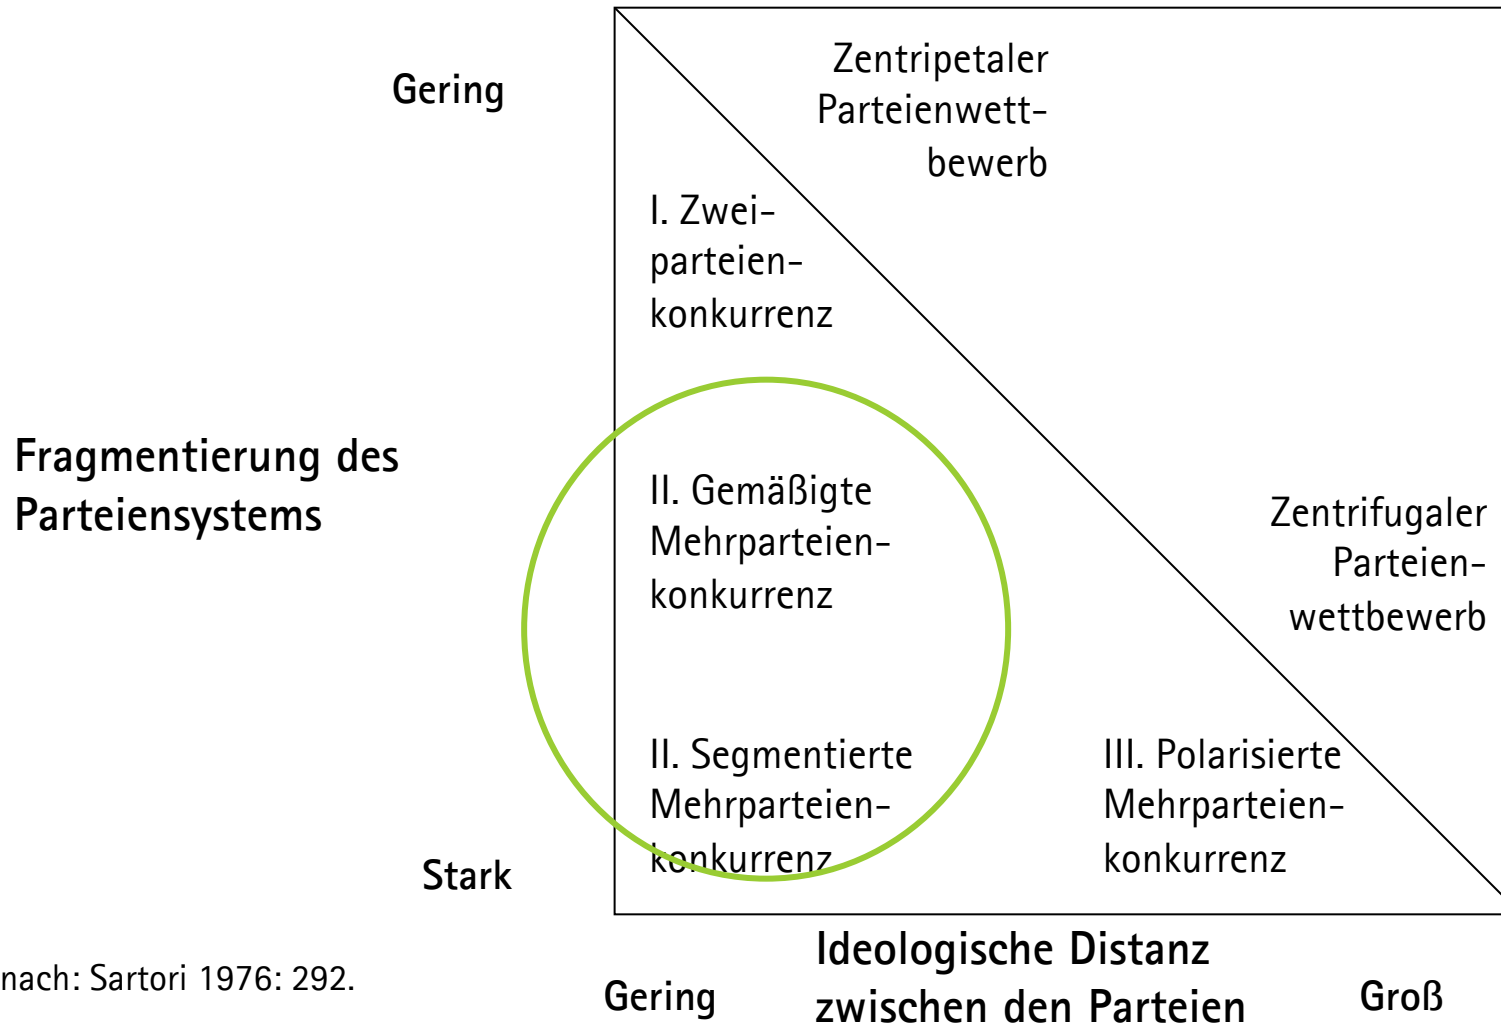 Gering
Zentripetaler
Parteienwett-
bewerb
I. Zwei-
parteien-
konkurrenz
Fragmentierung des
Parteiensystems
II. Gemäßigte
Mehrparteien-
konkurrenz
Zentrifugaler
Parteien-
wettbewerb
II. Segmentierte
Mehrparteien-
konkurrenz
III. Polarisierte
Mehrparteien-
konkurrenz
Stark
Ideologische Distanz
zwischen den Parteien
Gering
Groß
nach: Sartori 1976: 292.